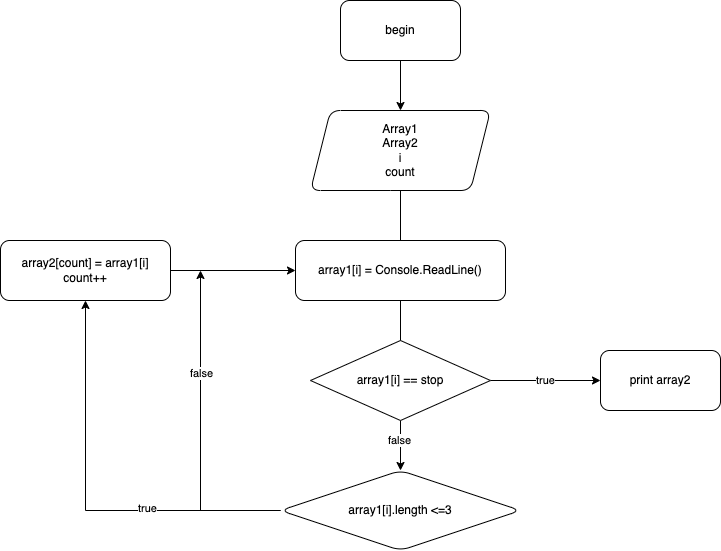 begin
Array1
Array2
i
count
array2[count] = array1[i]
count++
array1[i] = Console.ReadLine()
false
array1[i] == stop
true
print array2
false
true
array1[i].length <=3